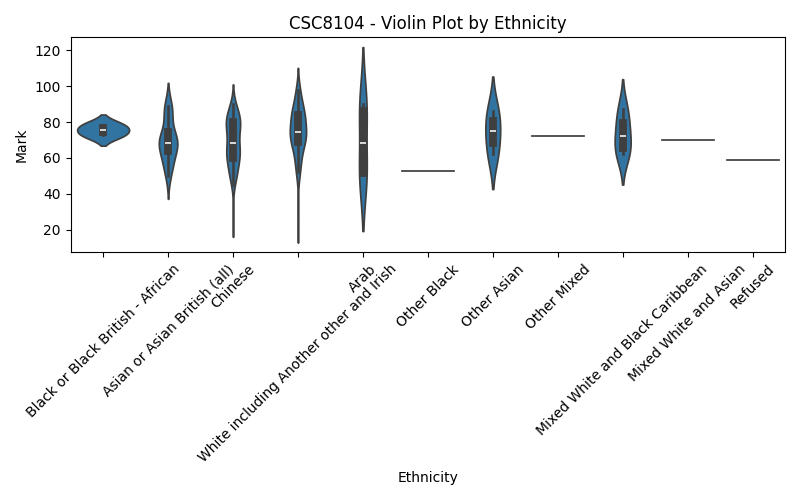 CSC8104 - Violin Plot by Ethnicity
120
100
80
60
40
20
Mark
Black or Black British - African
Asian or Asian British (all)
Chinese
White including Another other and Irish
Arab
Other Black
Other Asian
Other Mixed
Mixed White and Black Caribbean
Mixed White and Asian
Refused
Ethnicity